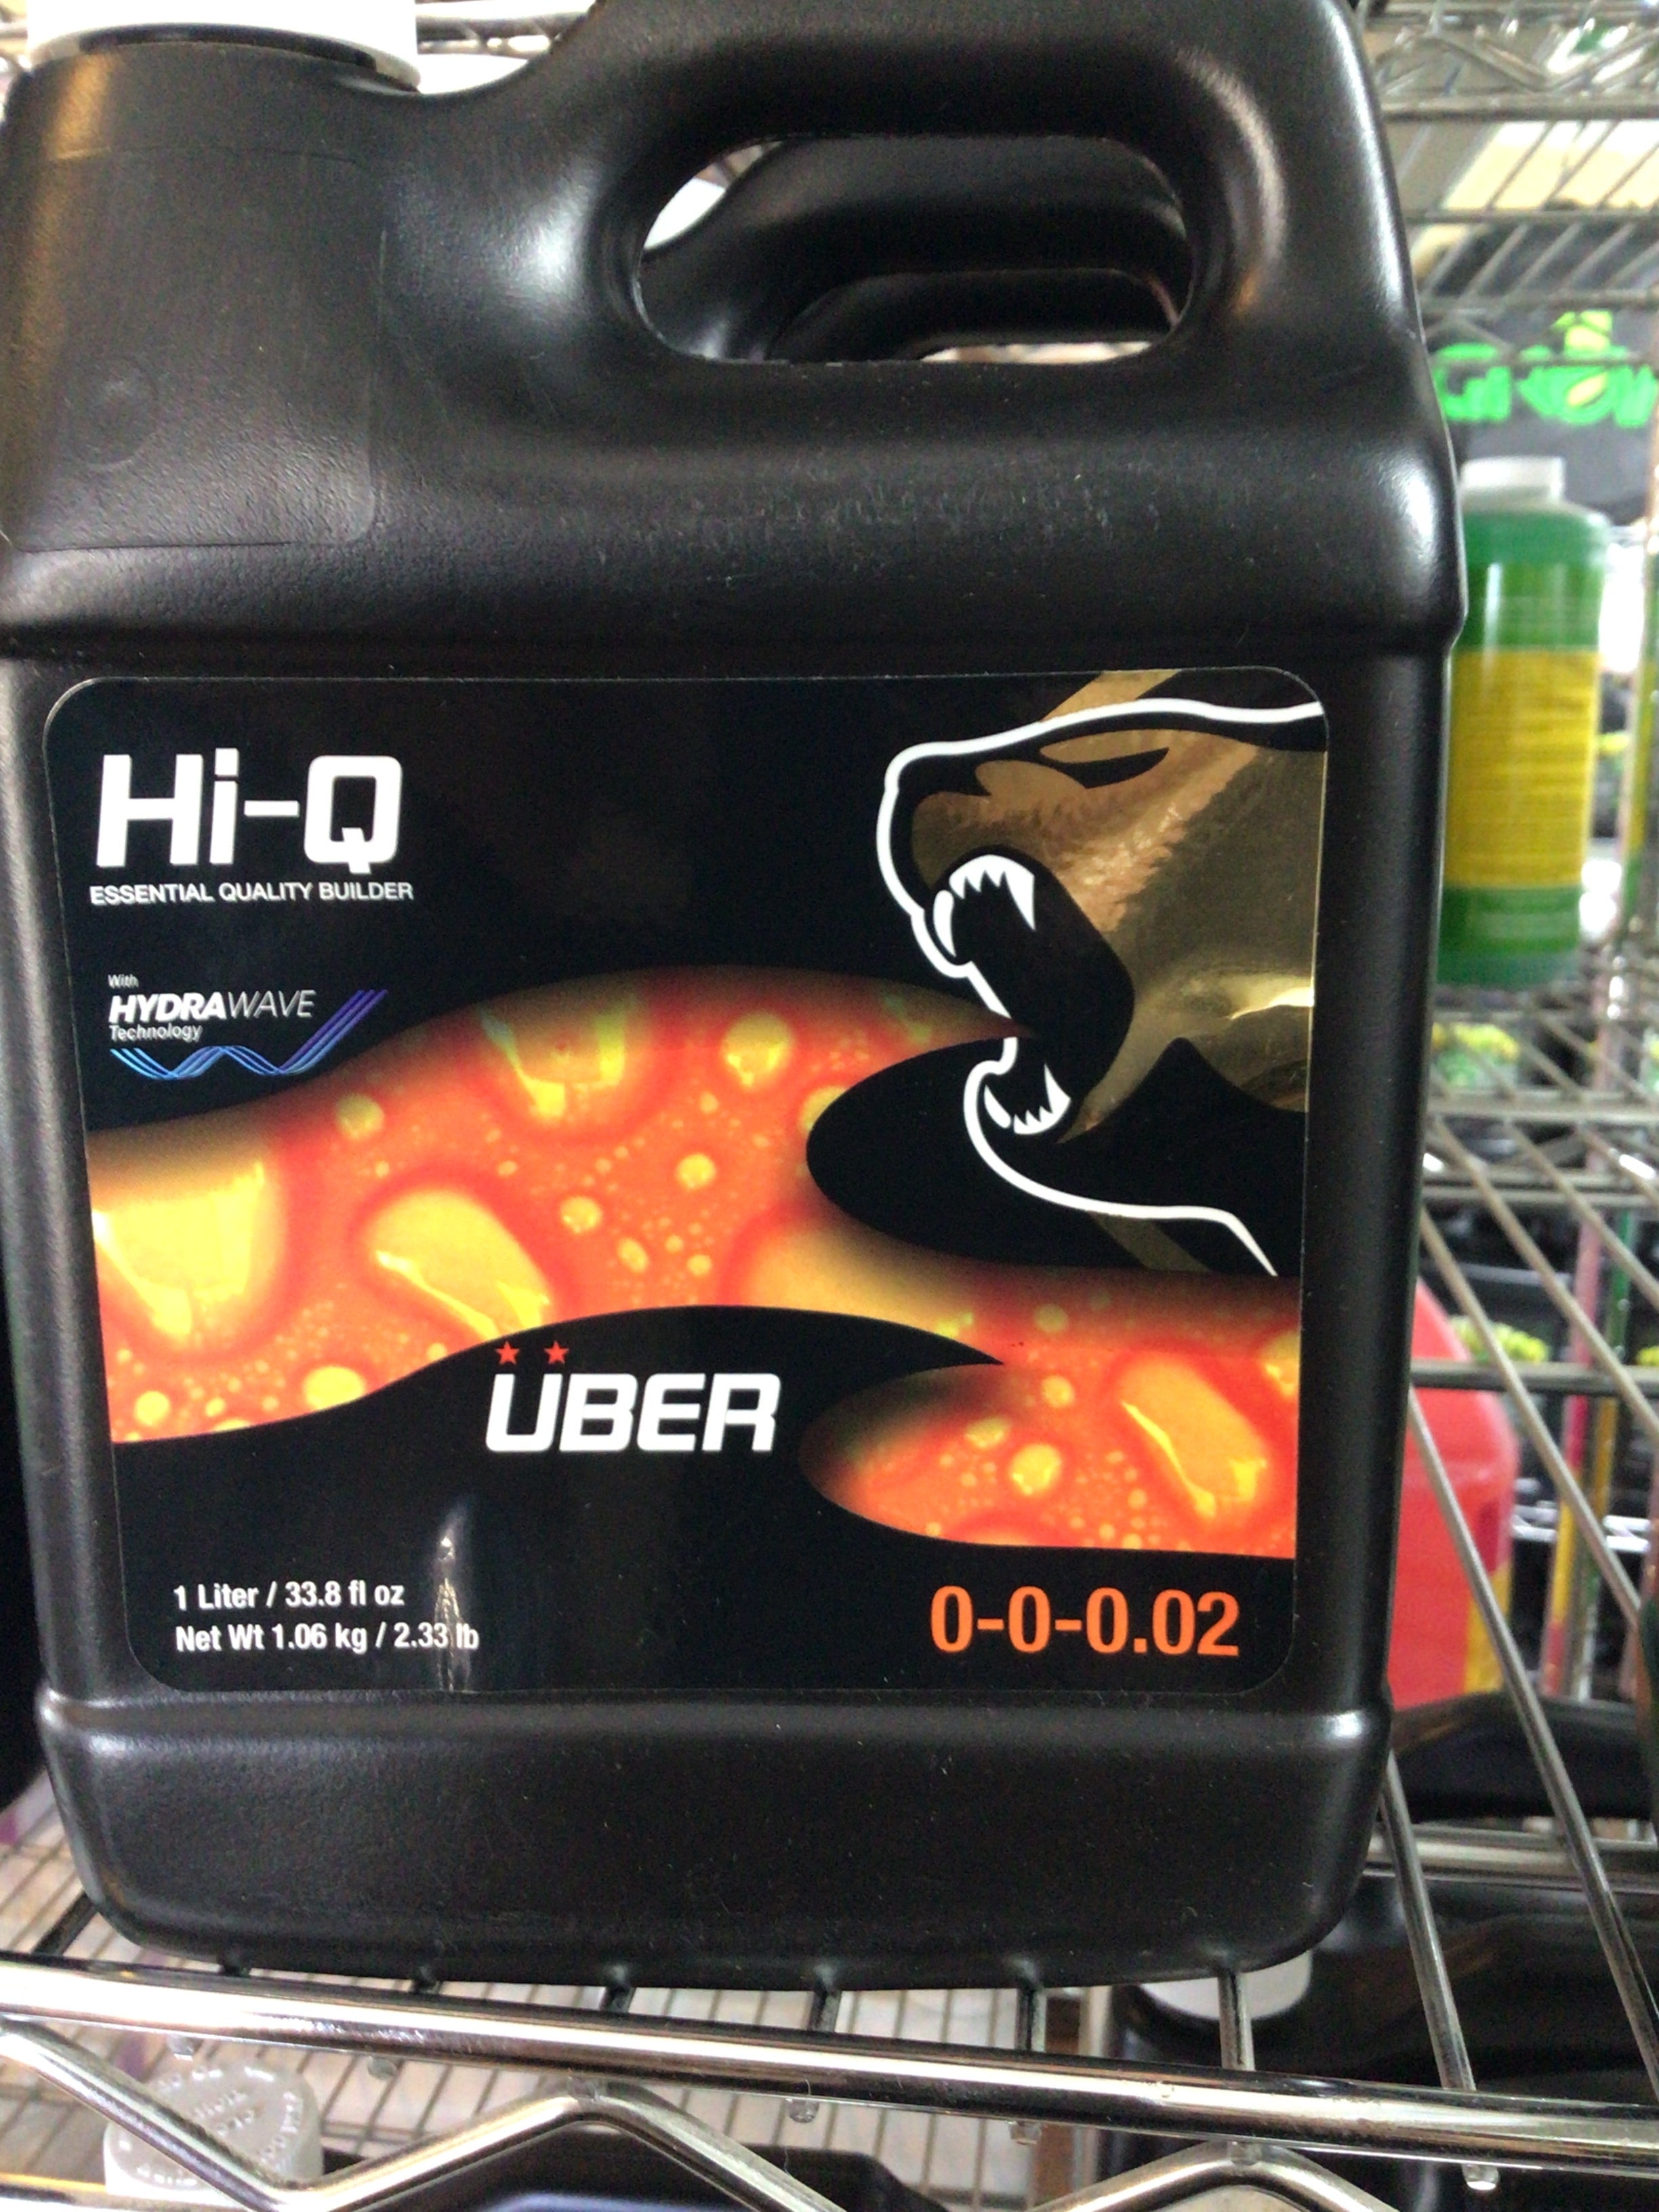 Hi-Q
ESSENTIAL QUALITY BUILDER
With
HYDRAWAVE
Technology
ÜBER
1 Liter / 33.8 fl oz
Net Wt 1.06 kg / 2.33 lb
0-0-0.02